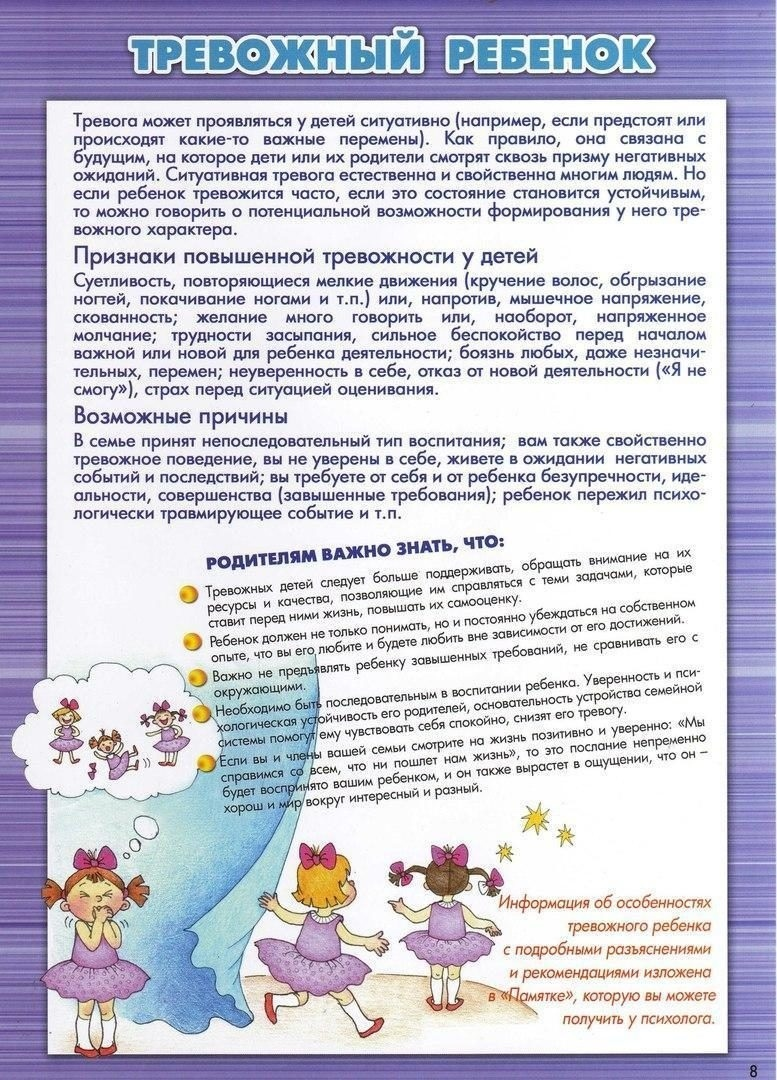 ТРЕВОЖНЫЙ РЕБЕНОК
Тревога может проявляться у детей ситуативно (например, если предстоят или
происходят какие-то важные перемены). Как правило, она связана с
будущим, на которое дети или их родители смотрят сквозь призму негативных
ожиданий. Ситуативная тревога естественна и свойственна многим людям. Но
если ребенок тревожится часто, если это состояние становится устойчивым,
то можно говорить о потенциальной возможности формирования у него тре-
вожного характера.
Признаки повышенной тревожности у детей
Суетливость, повторяющиеся мелкие движения (кручение волос, обгрызание
ногтей, покачивание ногами и т.п.) или, напротив, мышечное напряжение,
скованность; желание много говорить или, наоборот, напряженное
молчание; трудности засыпания, сильное беспокойство перед началом
важной или новой для ребенка деятельности; боязнь любых, даже незначи-
тельных, перемен; неуверенность в себе, отказ от новой деятельности («Я не
смогу»), страх перед ситуацией оценивания.
Возможные причины
В семье принят непоследовательный тип воспитания; вам также свойственно
тревожное поведение, вы не уверены в себе, живете в ожидании негативных
событий и последствий; вы требуете от себя и от ребенка безупречности, иде-
альности, совершенства (завышенные требования); ребенок пережил психо-
логически травмирующее событие и т.п.
РОДИТЕЛЯМ ВАЖНО ЗНАТЬ, ЧТО:
Тревожных детей следует больше поддерживать, обращать внимание на их
ресурсы и качества, позволяющие им справляться с теми задачами, которые
ставит перед ними жизнь, повышать их самооценку.
Ребенок должен не только понимать, но и постоянно убеждаться на собственном
опыте, что вы его любите и будете любить вне зависимости от его достижений.
Важно не предъявлять ребенку завышенных требований, не сравнивать его с
окружающими.
Необходимо быть последовательным в воспитании ребенка. Уверенность и пси-
хологическая устойчивость его родителей, основательность устройства семейной
системы помогут ему чувствовать себя спокойно, снизят его тревогу.
Если вы и члены вашей семьи смотрите на жизнь позитивно и уверенно: «Мы
справимся со всем, что ни пошлет нам жизнь», то это послание непременно
будет воспринято вашим ребенком, и он также вырастет в ощущении, что он –
хорош и мир вокруг интересный и разный.
Информация об особенностях
тревожного ребенка
с подробными разъяснениями
и рекомендациями изложена
в «Памятке», которую вы можете
получить у психолога.
8